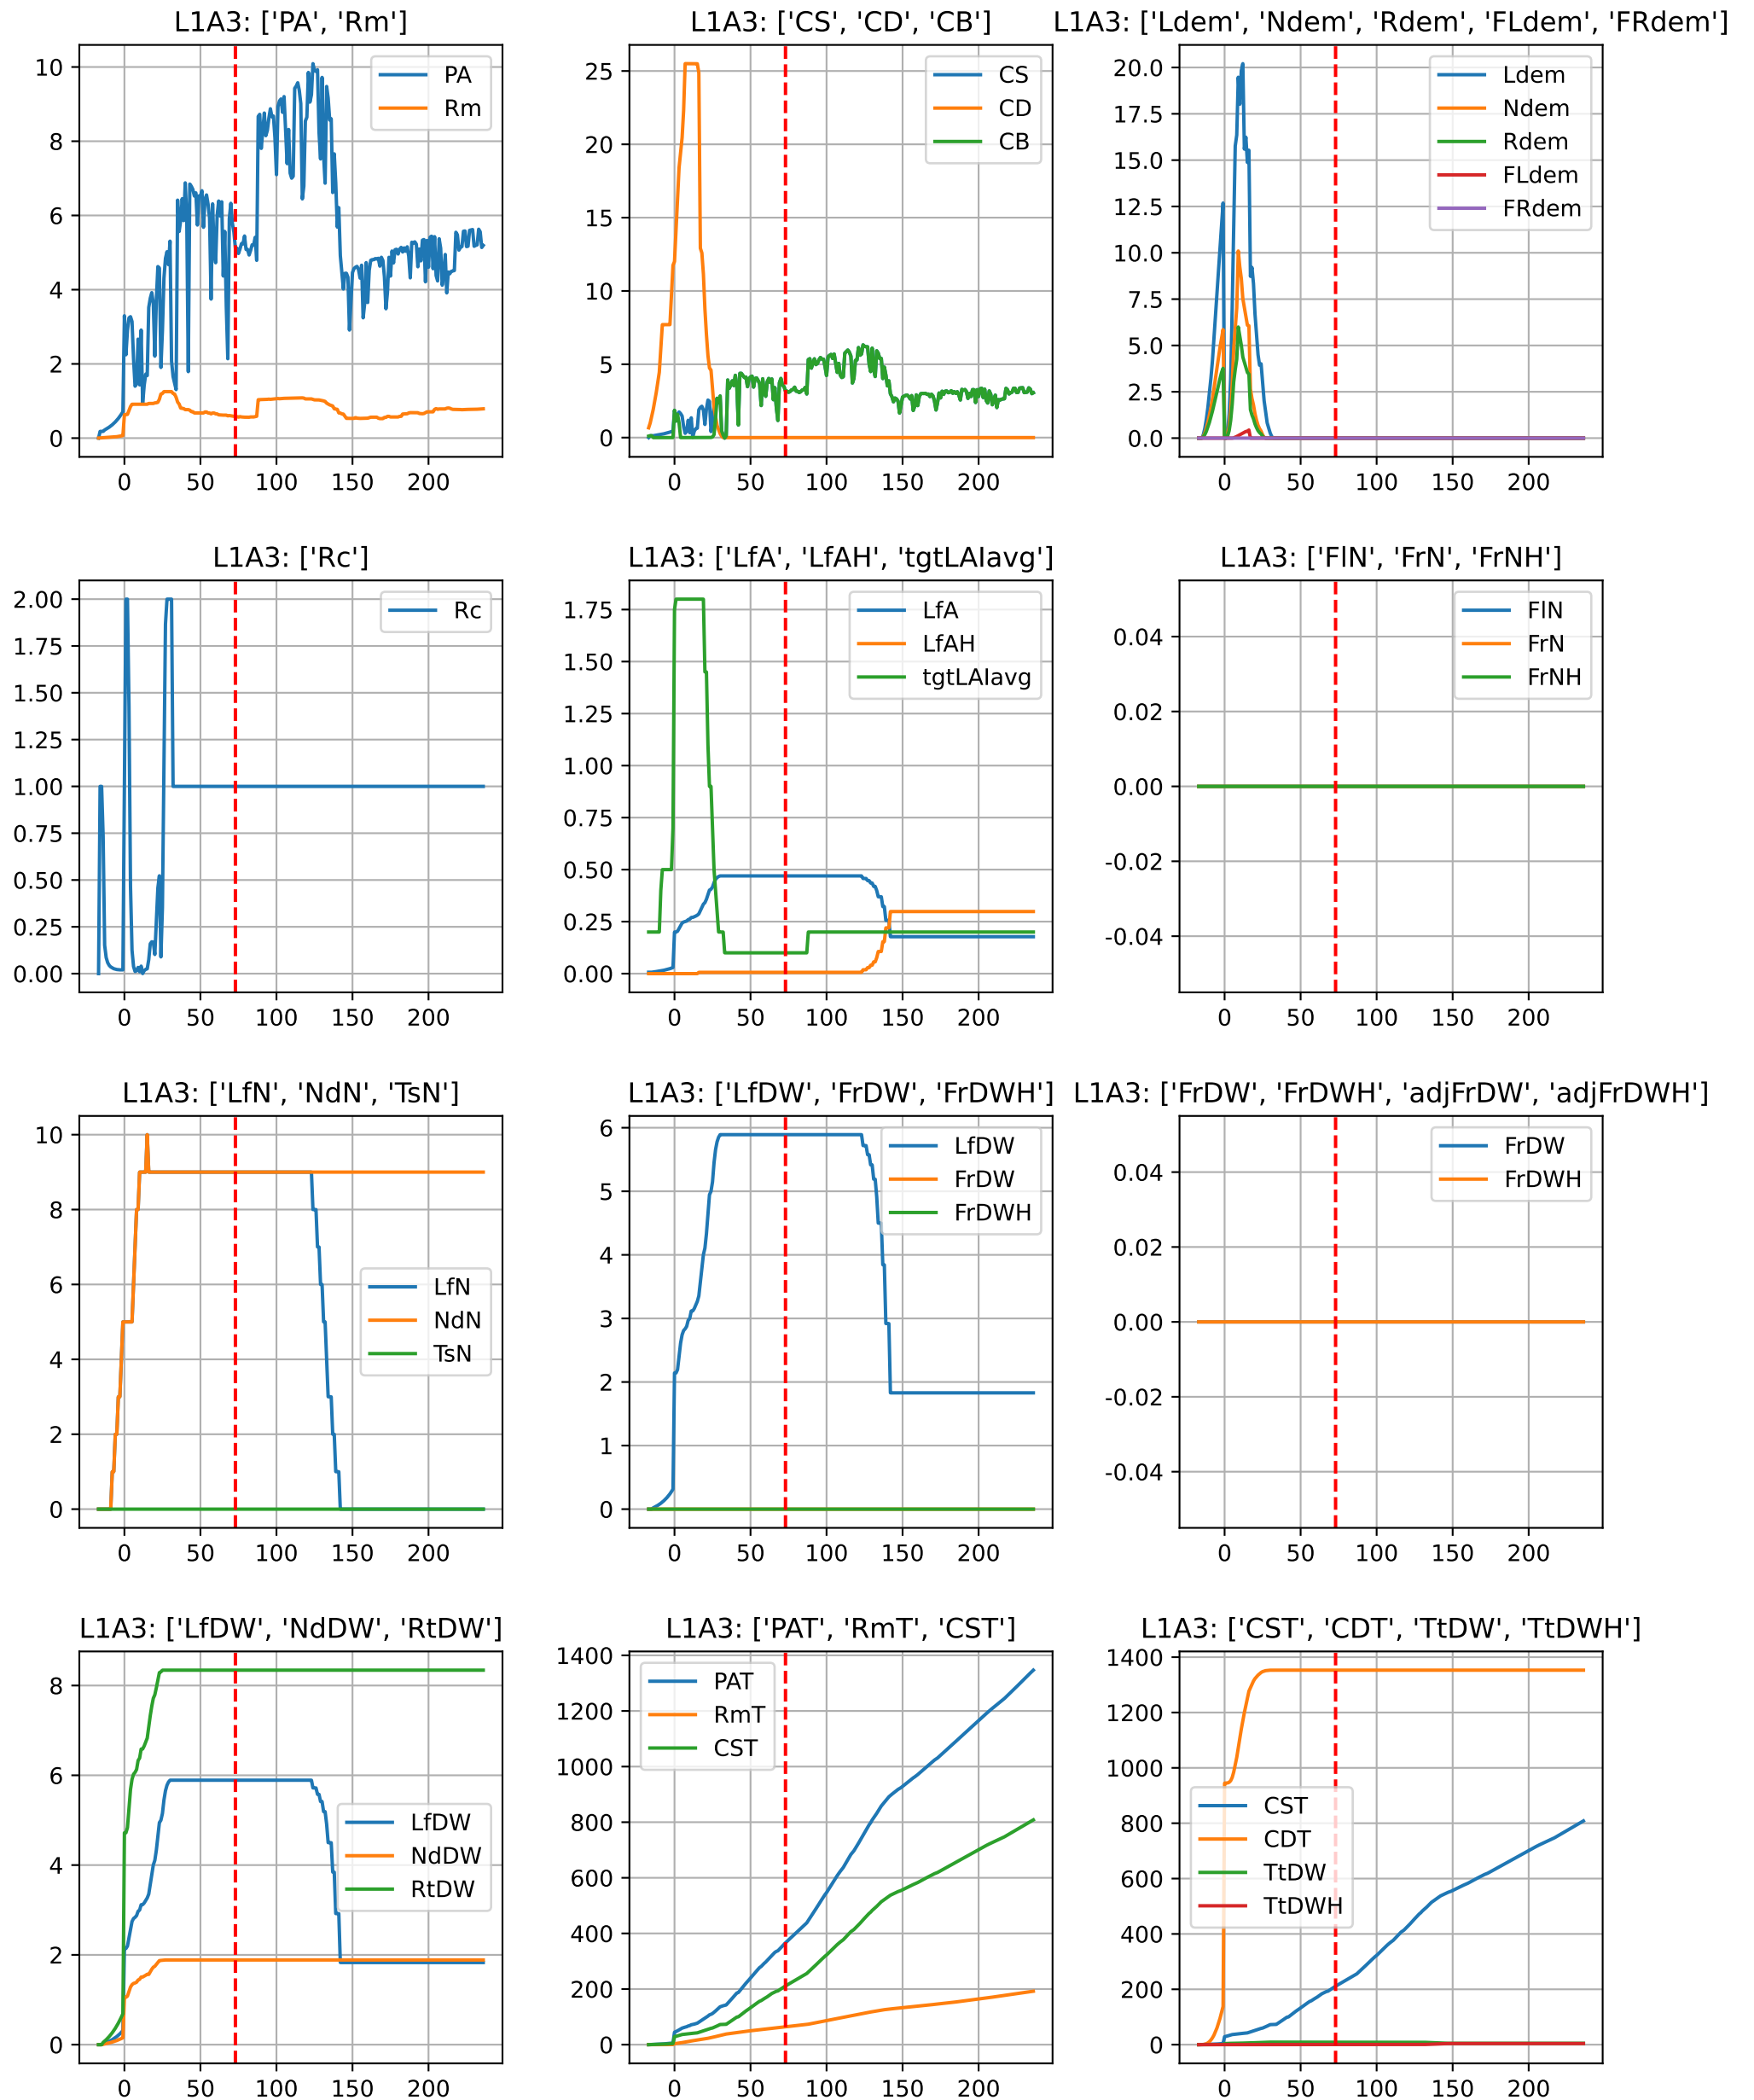 L1A3: ['PA', 'Rm']
10
8
6
4
2
0
0 50 100 150 200
PA
Rm
L1A3: ['CS', 'CD', 'CB']
25
20
15
10
5
0
0 50 100 150 200
CS
CD
CB
L1A3: ['Ldem', 'Ndem', 'Rdem', 'FLdem', 'FRdem']
20.0
17.5
15.0
12.5
10.0
7.5
5.0
2.5
0.0
0 50 100 150 200
Ldem
Ndem
Rdem
FLdem
FRdem
L1A3: ['Rc']
2.00
1.75
1.50
1.25
1.00
0.75
0.50
0.25
0.00
0 50 100 150 200
Rc
L1A3: ['LfA', 'LfAH', 'tgtLAIavg']
1.75
1.50
1.25
1.00
0.75
0.50
0.25
0.00
0 50 100 150 200
LfA
LfAH
tgtLAIavg
L1A3: ['FlN', 'FrN', 'FrNH']
0.04
0.02
0.00
-0.02
-0.04
0 50 100 150 200
FlN
FrN
FrNH
L1A3: ['LfN', 'NdN', 'TsN']
10
8
6
4
2
0
0 50 100 150 200
LfN
NdN
TsN
L1A3: ['LfDW', 'FrDW', 'FrDWH']
6
5
4
3
2
1
0
0 50 100 150 200
LfDW
FrDW
FrDWH
L1A3: ['FrDW', 'FrDWH', 'adjFrDW', 'adjFrDWH']
0.04
0.02
0.00
-0.02
-0.04
0 50 100 150 200
FrDW
FrDWH
L1A3: ['LfDW', 'NdDW', 'RtDW']
8
6
4
2
0
0 50 100 150 200
LfDW
NdDW
RtDW
L1A3: ['PAT', 'RmT', 'CST']
1400
1200
1000
800
600
400
200
0
0 50 100 150 200
PAT
RmT
CST
L1A3: ['CST', 'CDT', 'TtDW', 'TtDWH']
1400
1200
1000
800
600
400
200
0
0 50 100 150 200
CST
CDT
TtDW
TtDWH